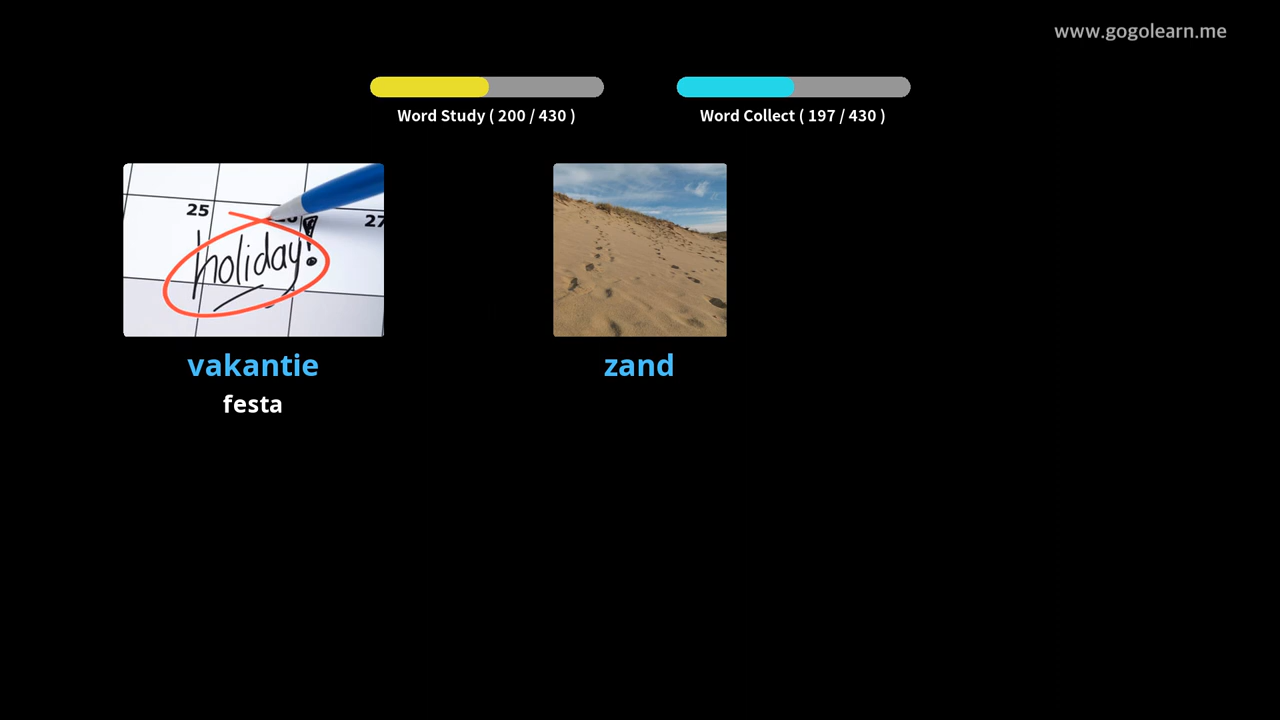 www.gogolearn.me
Word Study ( 200 / 430 )
Word Collect ( 197 / 430 )
25
27
holiday!
vakantie
zand
festa